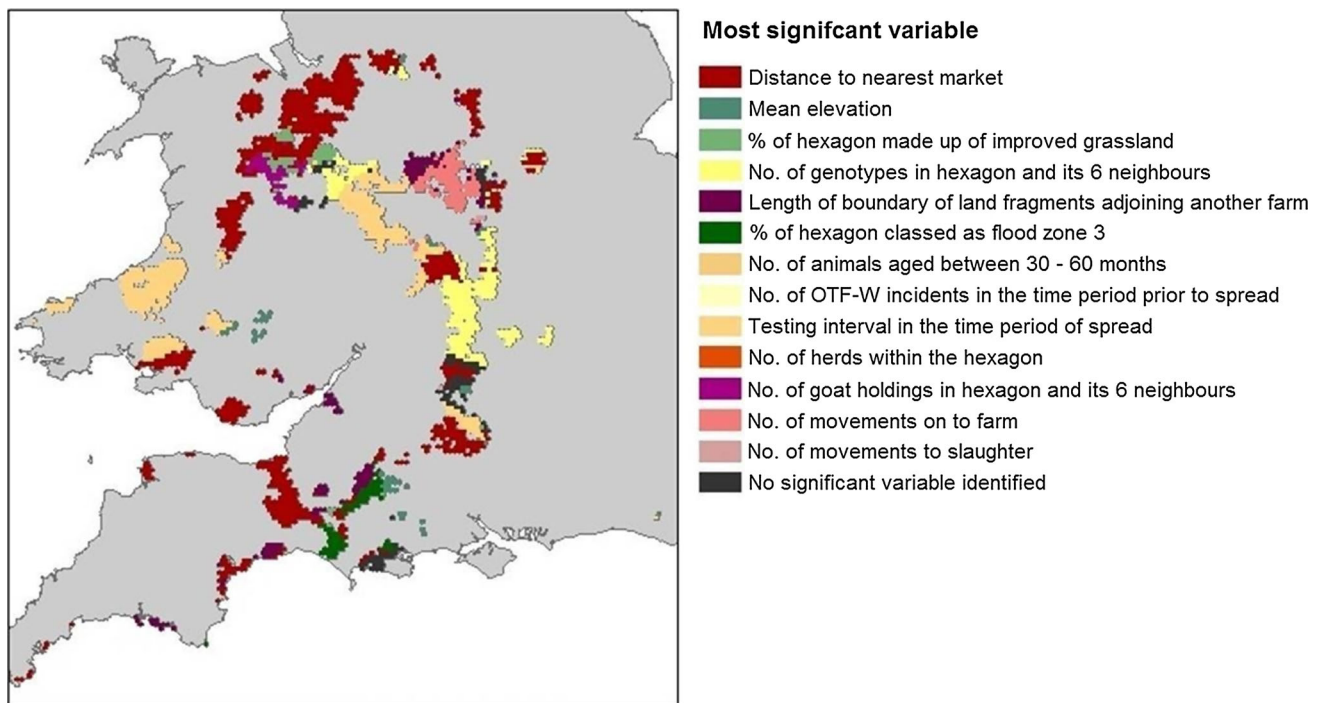 Most signifcant variable
Distance to nearest market
Mean elevation
% of hexagon made up of improved grassland
No. of genotypes in hexagon and its 6 neighbours
Length of boundary of land fragments adjoining another farm
% of hexagon classed as flood zone 3
No. of animals aged between 30 - 60 months
No. of OTF-W incidents in the time period prior to spread
Testing interval in the time period of spread
No. of herds within the hexagon
No. of goat holdings in hexagon and its 6 neighbours
No. of movements on to farm
No. of movements to slaughter
No significant variable identified